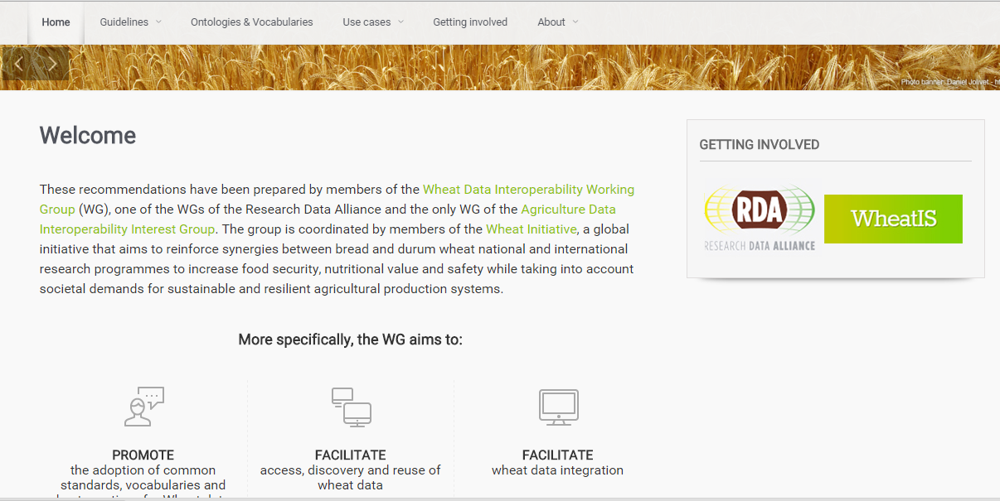 Home Guidelines Ontologies & Vocabularies Use cases Getting involved About
Photo banner: Daniel Jolivet - h
Welcome
These recommendations have been prepared by members of the Wheat Data Interoperability Working
Group (WG), one of the WGs of the Research Data Alliance and the only WG of the Agriculture Data
Interoperability Interest Group. The group is coordinated by members of the Wheat Initiative, a global
initiative that aims to reinforce synergies between bread and durum wheat national and international
research programmes to increase food security, nutritional value and safety while taking into account
societal demands for sustainable and resilient agricultural production systems.
GETTING INVOLVED
RDA
RESEARCH DATA ALLIANCE
WheatIS
More specifically, the WG aims to:
PROMOTE
the adoption of common
standards, vocabularies and
FACILITATE
access, discovery and reuse of
wheat data
FACILITATE
wheat data integration